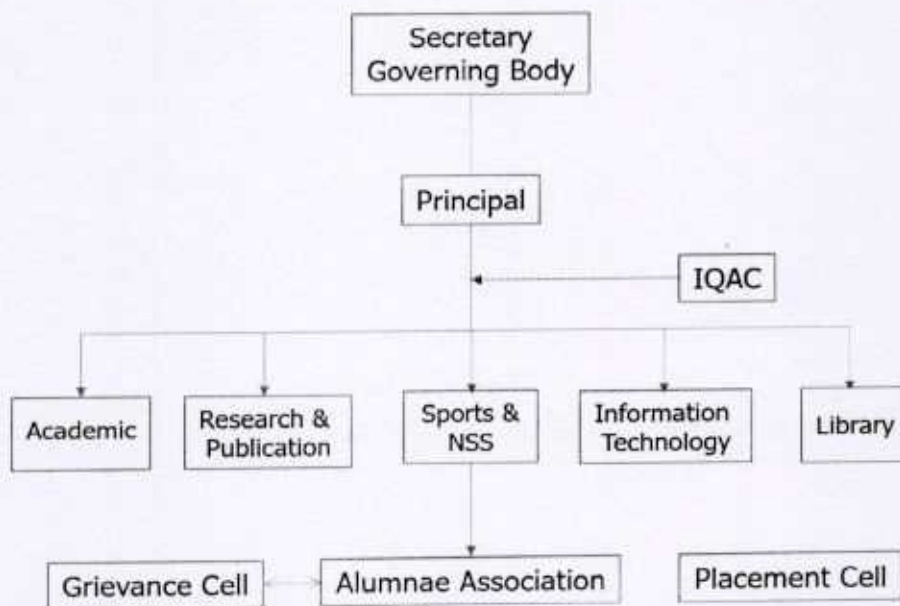 Secretary
Governing Body
Principal
IQAC
Academic
Research &
Publication
Sports &
NSS
Information
Technology
Library
Grievance Cell
Alumnae Association
Placement Cell